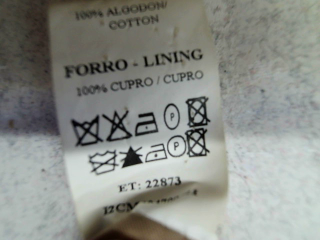 100% ALGODON/
COTTON
FORRO - LINING
100% CUPRO / CUPRO
P
P
ET: 22873